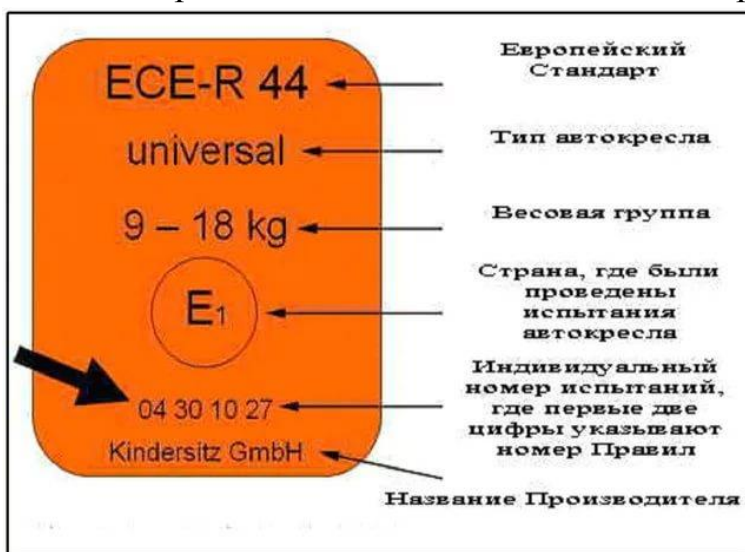 ECE-R 44
Европейский
Стандарт
universal
Тип автокресла
9 – 18 kg
Весовая группа
E1
Страна, где были
проведены
испытания
автокресла
04 30 10 27
Индивидуальный
номер испытаний,
где первые две
цифры указывают
номер Правил
Kindersitz GmbH
Название Производителя